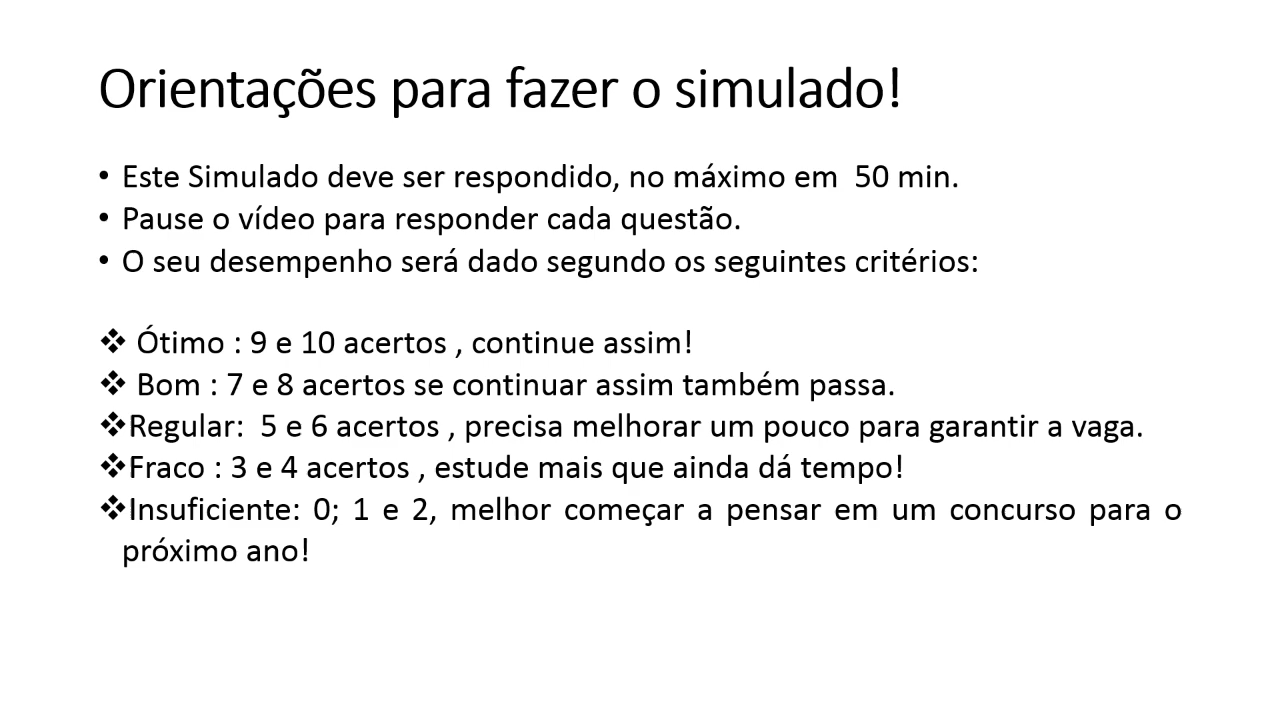 Orientações para fazer o simulado!
• Este Simulado deve ser respondido, no máximo em  50 min.
• Pause o vídeo para responder cada questão.
• O seu desempenho será dado segundo os seguintes critérios:
❖ Ótimo : 9 e 10 acertos , continue assim!
❖ Bom : 7 e 8 acertos se continuar assim também passa.
❖Regular:  5 e 6 acertos , precisa melhorar um pouco para garantir a vaga.
❖Fraco : 3 e 4 acertos , estude mais que ainda dá tempo!
❖Insuficiente: 0; 1 e 2, melhor começar a pensar em um concurso para o
próximo ano!